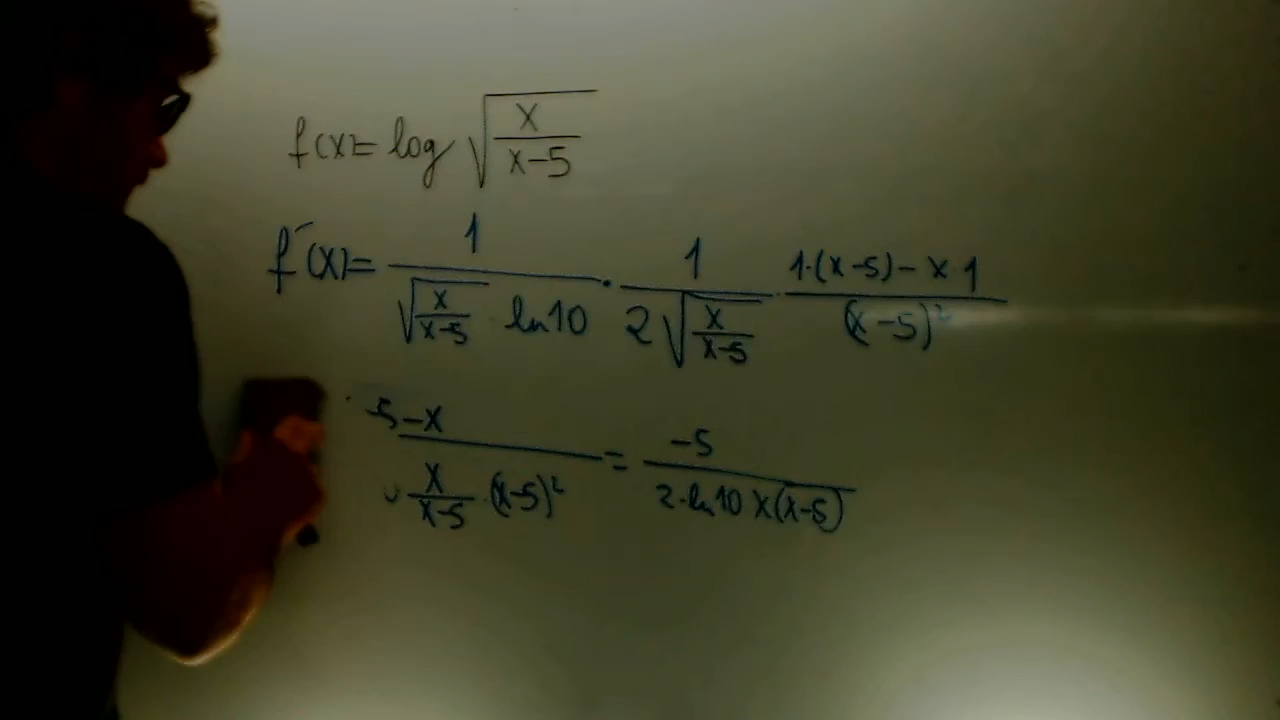 f(x)= log √(x/(x-5))
f'(x)= 1/(√(x/(x-5)) ln10) · 1/(2√(x/(x-5))) · (1·(x-5) - x·1)/(x-5)²
5-x/(x/(x-5) · (x-5)²) = -5/(2·ln10 x(x-5))